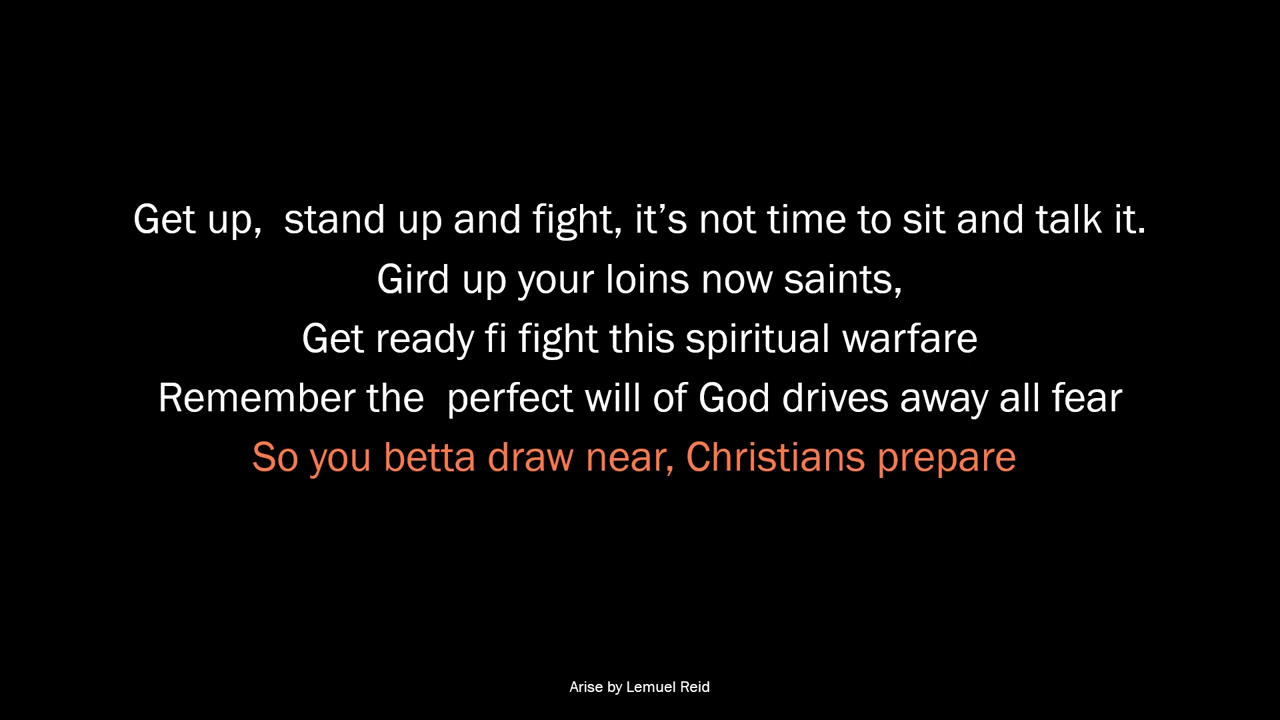 Get up,  stand up and fight, it’s not time to sit and talk it.
Gird up your loins now saints,
Get ready fi fight this spiritual warfare
Remember the  perfect will of God drives away all fear
So you betta draw near, Christians prepare
Arise by Lemuel Reid